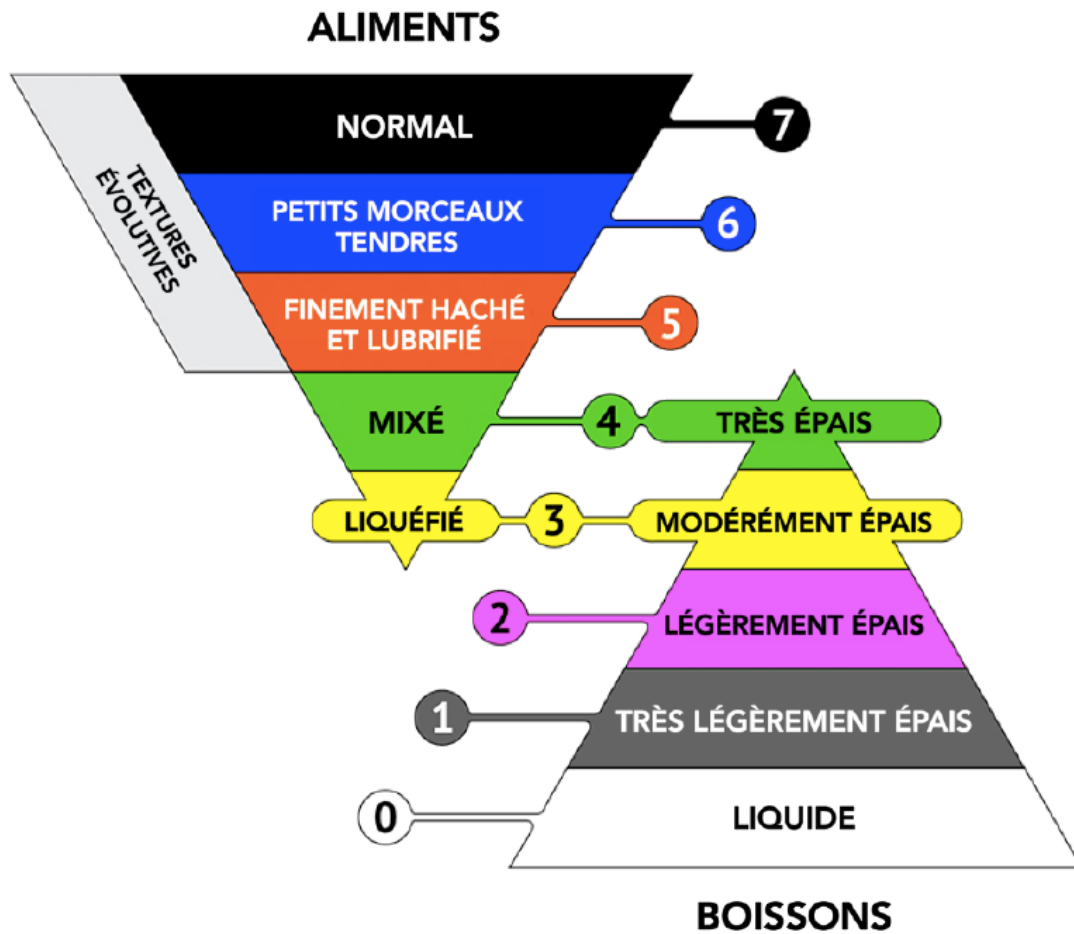 ALIMENTS
NORMAL
7
TEXTURES
ÉVOLUTIVES
PETITS MORCEAUX
TENDRES
6
FINEMENT HACHÉ
ET LUBRIFIÉ
5
MIXÉ
4
TRÈS ÉPAIS
LIQUÉFIÉ
3
MODÉRÉMENT ÉPAIS
2
LÉGÈREMENT ÉPAIS
1
TRÈS LÉGÈREMENT ÉPAIS
0
LIQUIDE
BOISSONS